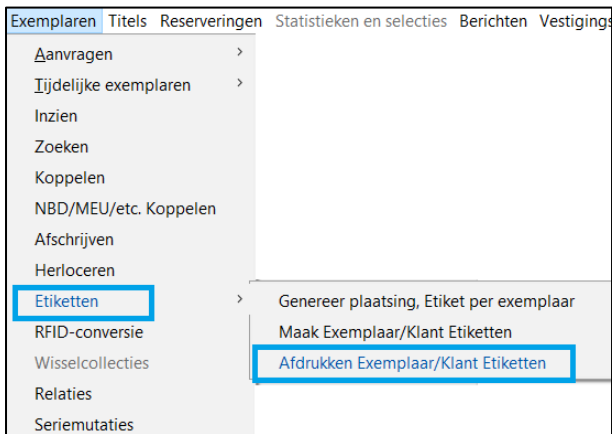 Exemplaren Titels Reserveringen Statistieken en selecties Berichten Vestigings
Aanvragen >
Tijdelijke exemplaren >
Inzien
Zoeken
Koppelen
NBD/MEU/etc. Koppelen
Afschrijven
Herloceren
Etiketten > Genereer plaatsing, Etiket per exemplaar
RFID-conversie Maak Exemplaar/Klant Etiketten
Wisselcollecties Afdrukken Exemplaar/Klant Etiketten
Relaties
Seriemutaties